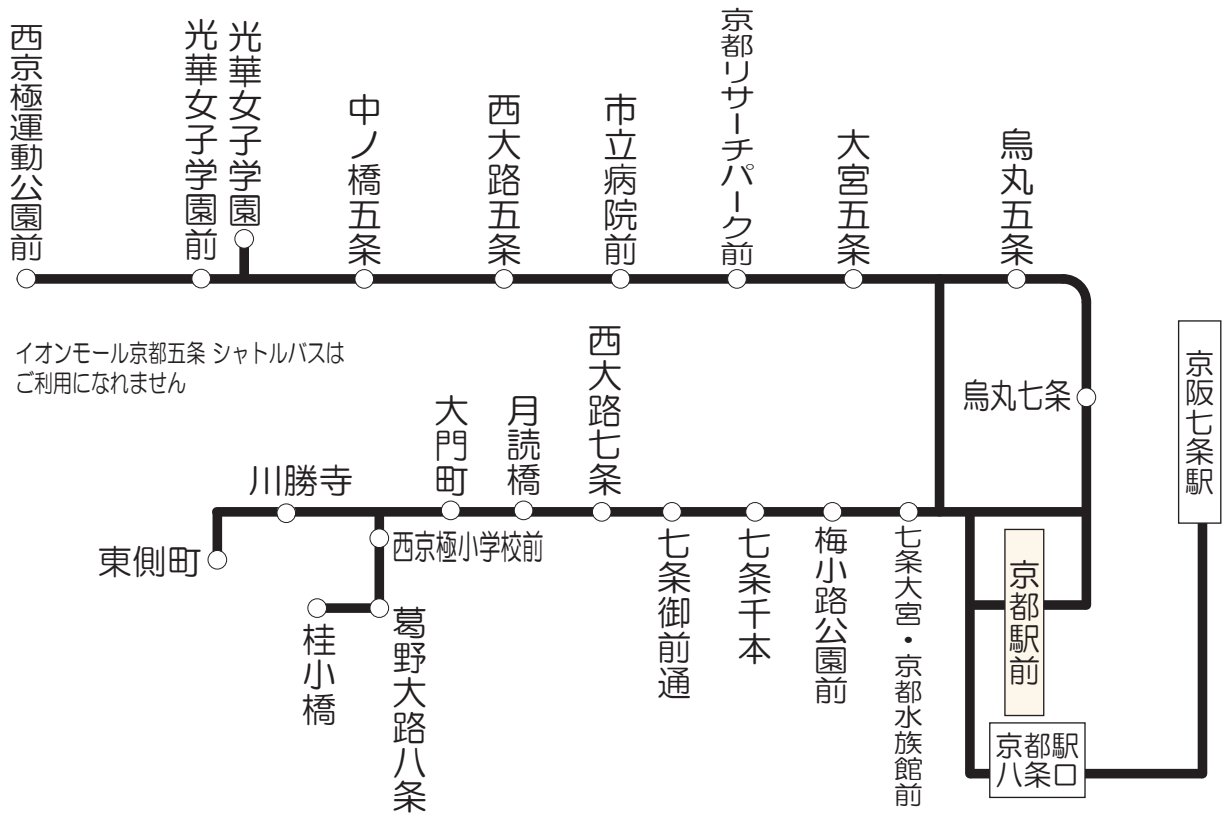 西京極運動公園前
光華女子学園前
光華女子学園
中ノ橋五条
西大路五条
市立病院前
京都リサーチパーク前
大宮五条
烏丸五条
イオンモール京都五条 シャトルバスは
ご利用になれません
烏丸七条
京阪七条駅
川勝寺
大門町
月読橋
西大路七条
東側町
西京極小学校前
桂小橋
葛野大路八条
七条御前通
七条千本
梅小路公園前
七条大宮・京都水族館前
京都駅前
京都駅
八条口